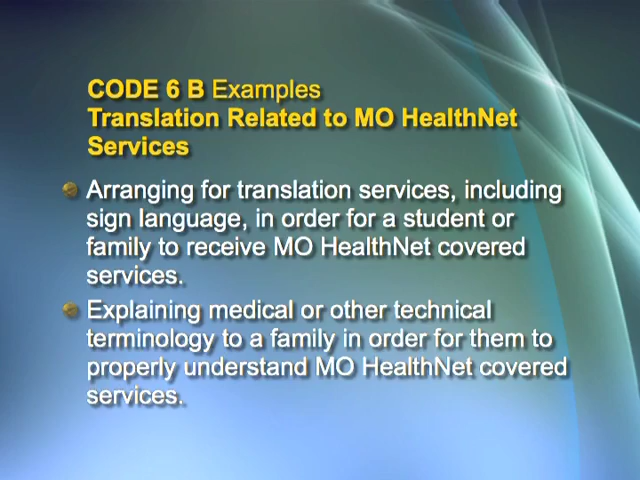 CODE 6 B Examples
Translation Related to MO HealthNet
Services
Arranging for translation services, including
sign language, in order for a student or
family to receive MO HealthNet covered
services.
Explaining medical or other technical
terminology to a family in order for them to
properly understand MO HealthNet covered
services.